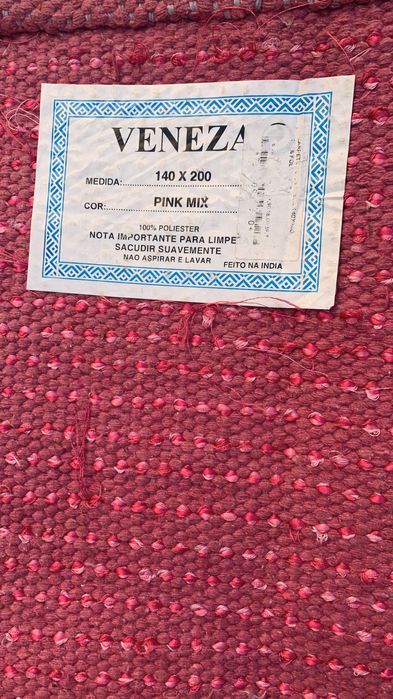 VENEZA
MEDIDA:............ 140 X 200
COR:............ PINK MIX
100% POLIESTER
NOTA IMPORTANTE PARA LIMPE
SACUDIR SUAVEMENTE
NAO ASPIRAR E LAVAR FEITO NA INDIA